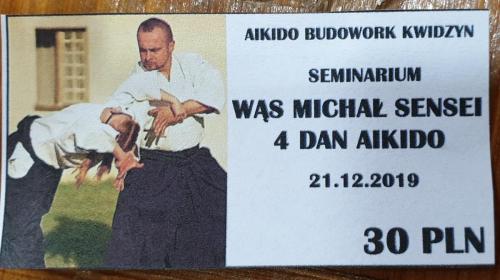 AIKIDO BUDOWORK KWIDZYN
SEMINARIUM
WĄS MICHAŁ SENSEI
4 DAN AIKIDO
21.12.2019
30 PLN